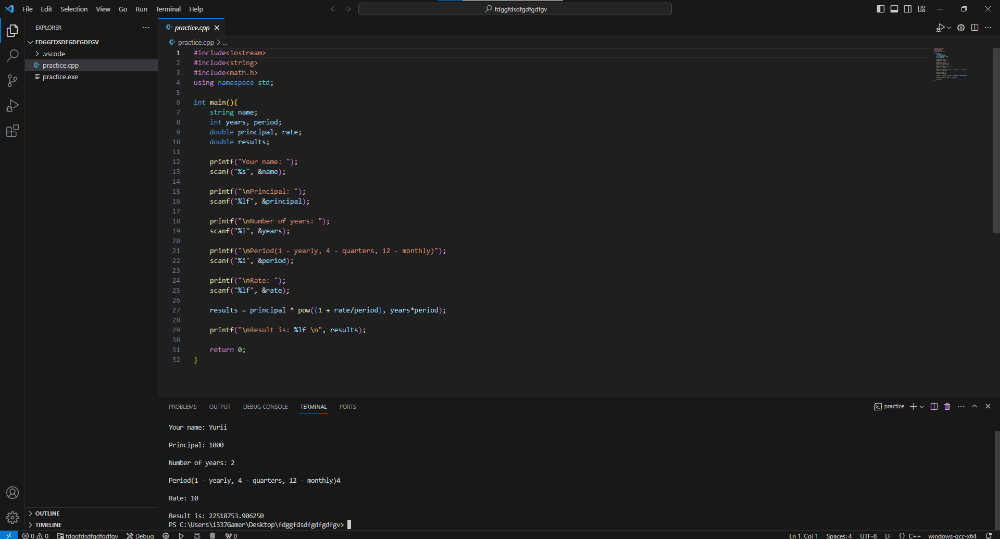 File Edit Selection View Go Run Terminal Help
fdggfdsdfgdfgdfgv
EXPLORER
FDGGFDSDFGDFGDFGV
.vscode
practice.cpp
practice.exe
OUTLINE
TIMELINE
practice.cpp
practice.cpp > ...
1 #include<iostream>
2 #include<string>
3 #include<math.h>
4 using namespace std;
5
6 int main(){
7 string name;
8 int years, period;
9 double principal, rate;
10 double results;
11
12 printf("Your name: ");
13 scanf("%s", &name);
14
15 printf("\nPrincipal: ");
16 scanf("%lf", &principal);
17
18 printf("\nNumber of years: ");
19 scanf("%i", &years);
20
21 printf("\nPeriod(1 - yearly, 4 - quarters, 12 - monthly)");
22 scanf("%i", &period);
23
24 printf("\nRate: ");
25 scanf("%lf", &rate);
26
27 results = principal * pow((1 + rate/period), years*period);
28
29 printf("\nResult is: %lf \n", results);
30
31 return 0;
32 }
PROBLEMS OUTPUT DEBUG CONSOLE TERMINAL PORTS
practice
Your name: Yurii
Principal: 1000
Number of years: 2
Period(1 - yearly, 4 - quarters, 12 - monthly)4
Rate: 10
Result is: 22518753.906250
PS C:\Users\1337Gamer\Desktop\fdggfdsdfgdfgdfgv>
0 0 fdggfdsdfgdfgdfgv Debug 0
Ln 1, Col 1 Spaces: 4 UTF-8 LF {} C++ windows-gcc-x64